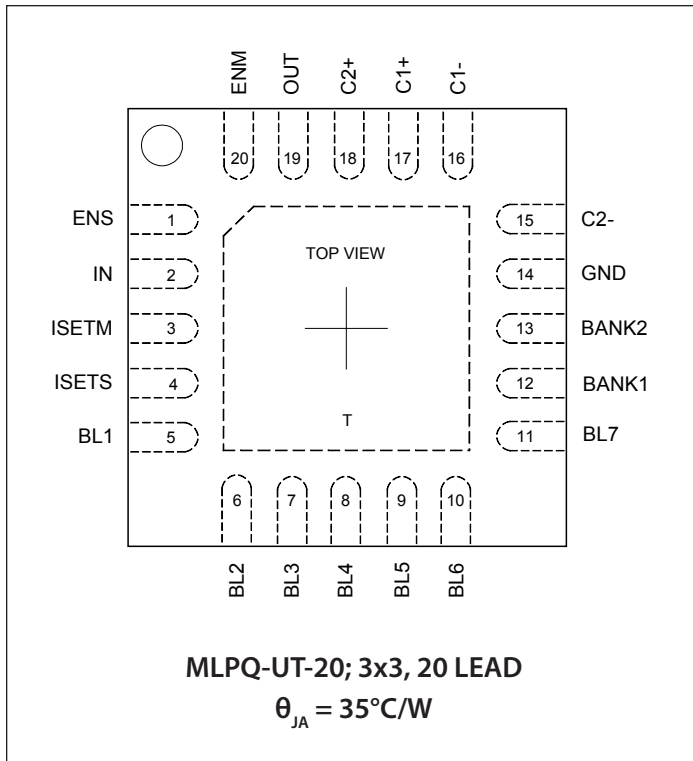 ENM OUT C2+ C1+ C1-
20 19 18 17 16
ENS 1 15 C2-
TOP VIEW
IN 2 14 GND
ISETM 3 13 BANK2
ISETS 4 12 BANK1
T
BL1 5 11 BL7
6 7 8 9 10
BL2 BL3 BL4 BL5 BL6
MLPQ-UT-20; 3x3, 20 LEAD
θJA = 35°C/W